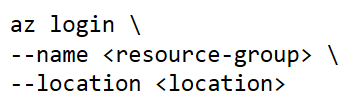 az login \
--name <resource-group> \
--location <location>